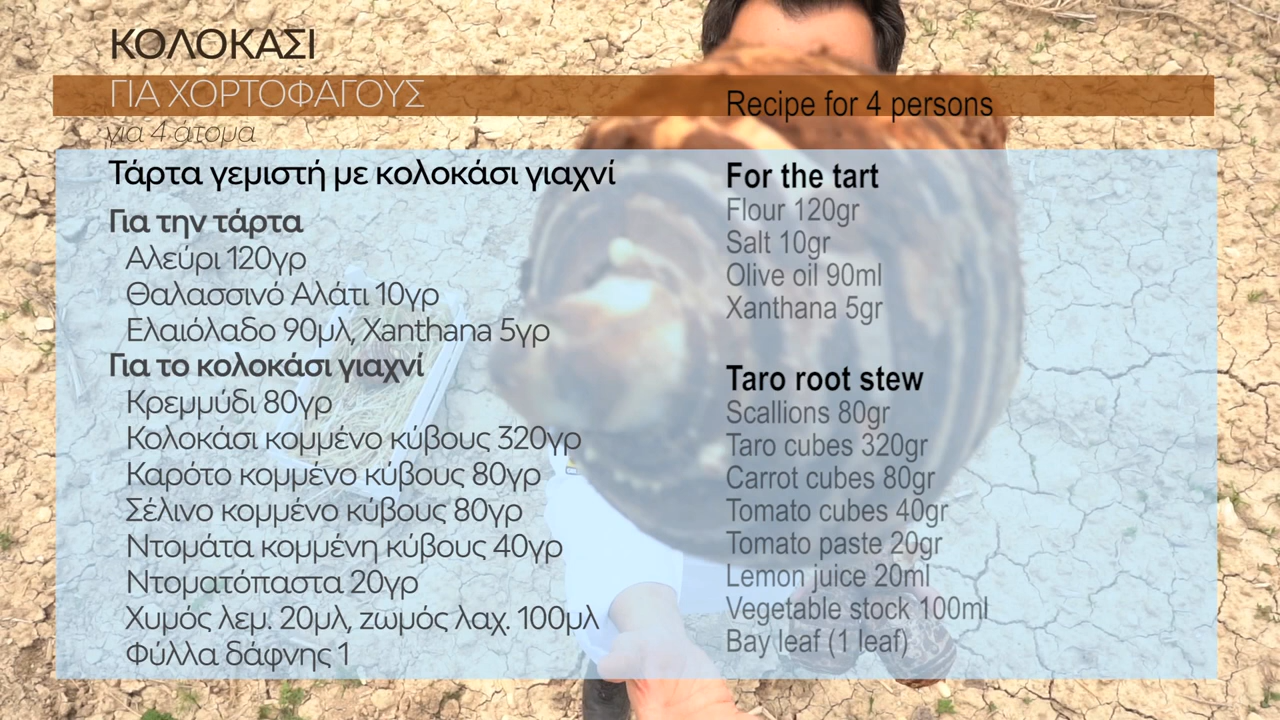 ΚΟΛΟΚΑΣΙ
ΓΙΑ ΧΟΡΤΟΦΑΓΟΥΣ
για 4 άτομα
Τάρτα γεμιστή με κολοκάσι γιαχνί
Για την τάρτα
Αλεύρι 120γρ
Θαλασσινό Αλάτι 10γρ
Ελαιόλαδο 90μλ, Xanthana 5γρ
Για το κολοκάσι γιαχνί
Κρεμμύδι 80γρ
Κολοκάσι κομμένο κύβους 320γρ
Καρότο κομμένο κύβους 80γρ
Σέλινο κομμένο κύβους 80γρ
Ντομάτα κομμένη κύβους 40γρ
Ντοματόπαστα 20γρ
Χυμός λεμ. 20μλ, ζωμός λαχ. 100μλ
Φύλλα δάφνης 1
Recipe for 4 persons
For the tart
Flour 120gr
Salt 10gr
Olive oil 90ml
Xanthana 5gr
Taro root stew
Scallions 80gr
Taro cubes 320gr
Carrot cubes 80gr
Tomato cubes 40gr
Tomato paste 20gr
Lemon juice 20ml
Vegetable stock 100ml
Bay leaf (1 leaf)